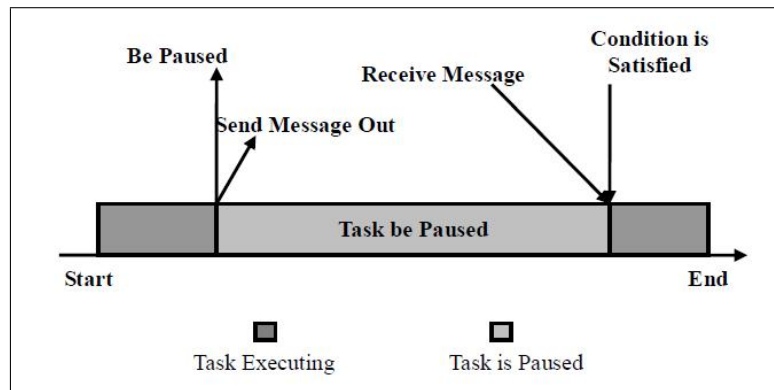 Condition is
Satisfied
Be Paused
Receive Message
Send Message Out
Task be Paused
Start
End
Task Executing
Task is Paused